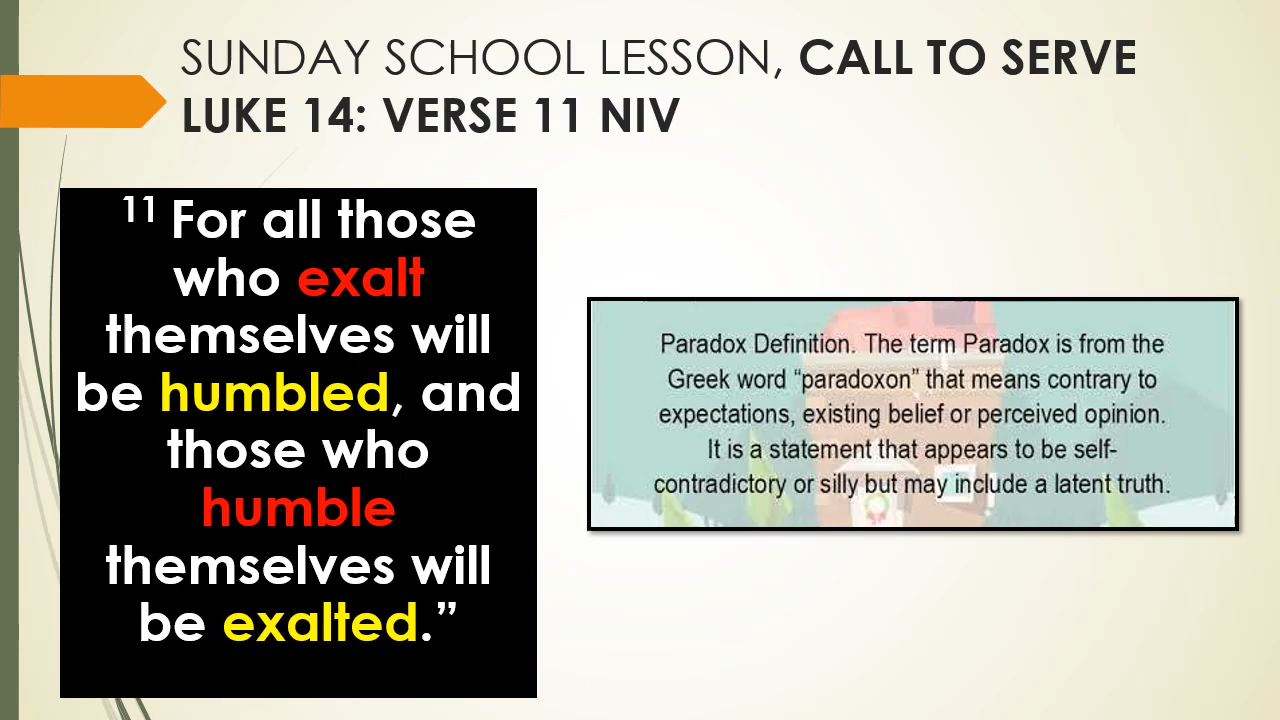 SUNDAY SCHOOL LESSON, CALL TO SERVE
LUKE 14: VERSE 11 NIV
11 For all those
who exalt
themselves will
be humbled, and
those who
humble
themselves will
be exalted.”
Paradox Definition. The term Paradox is from the
Greek word “paradoxon” that means contrary to
expectations, existing belief or perceived opinion.
It is a statement that appears to be self-
contradictory or silly but may include a latent truth.